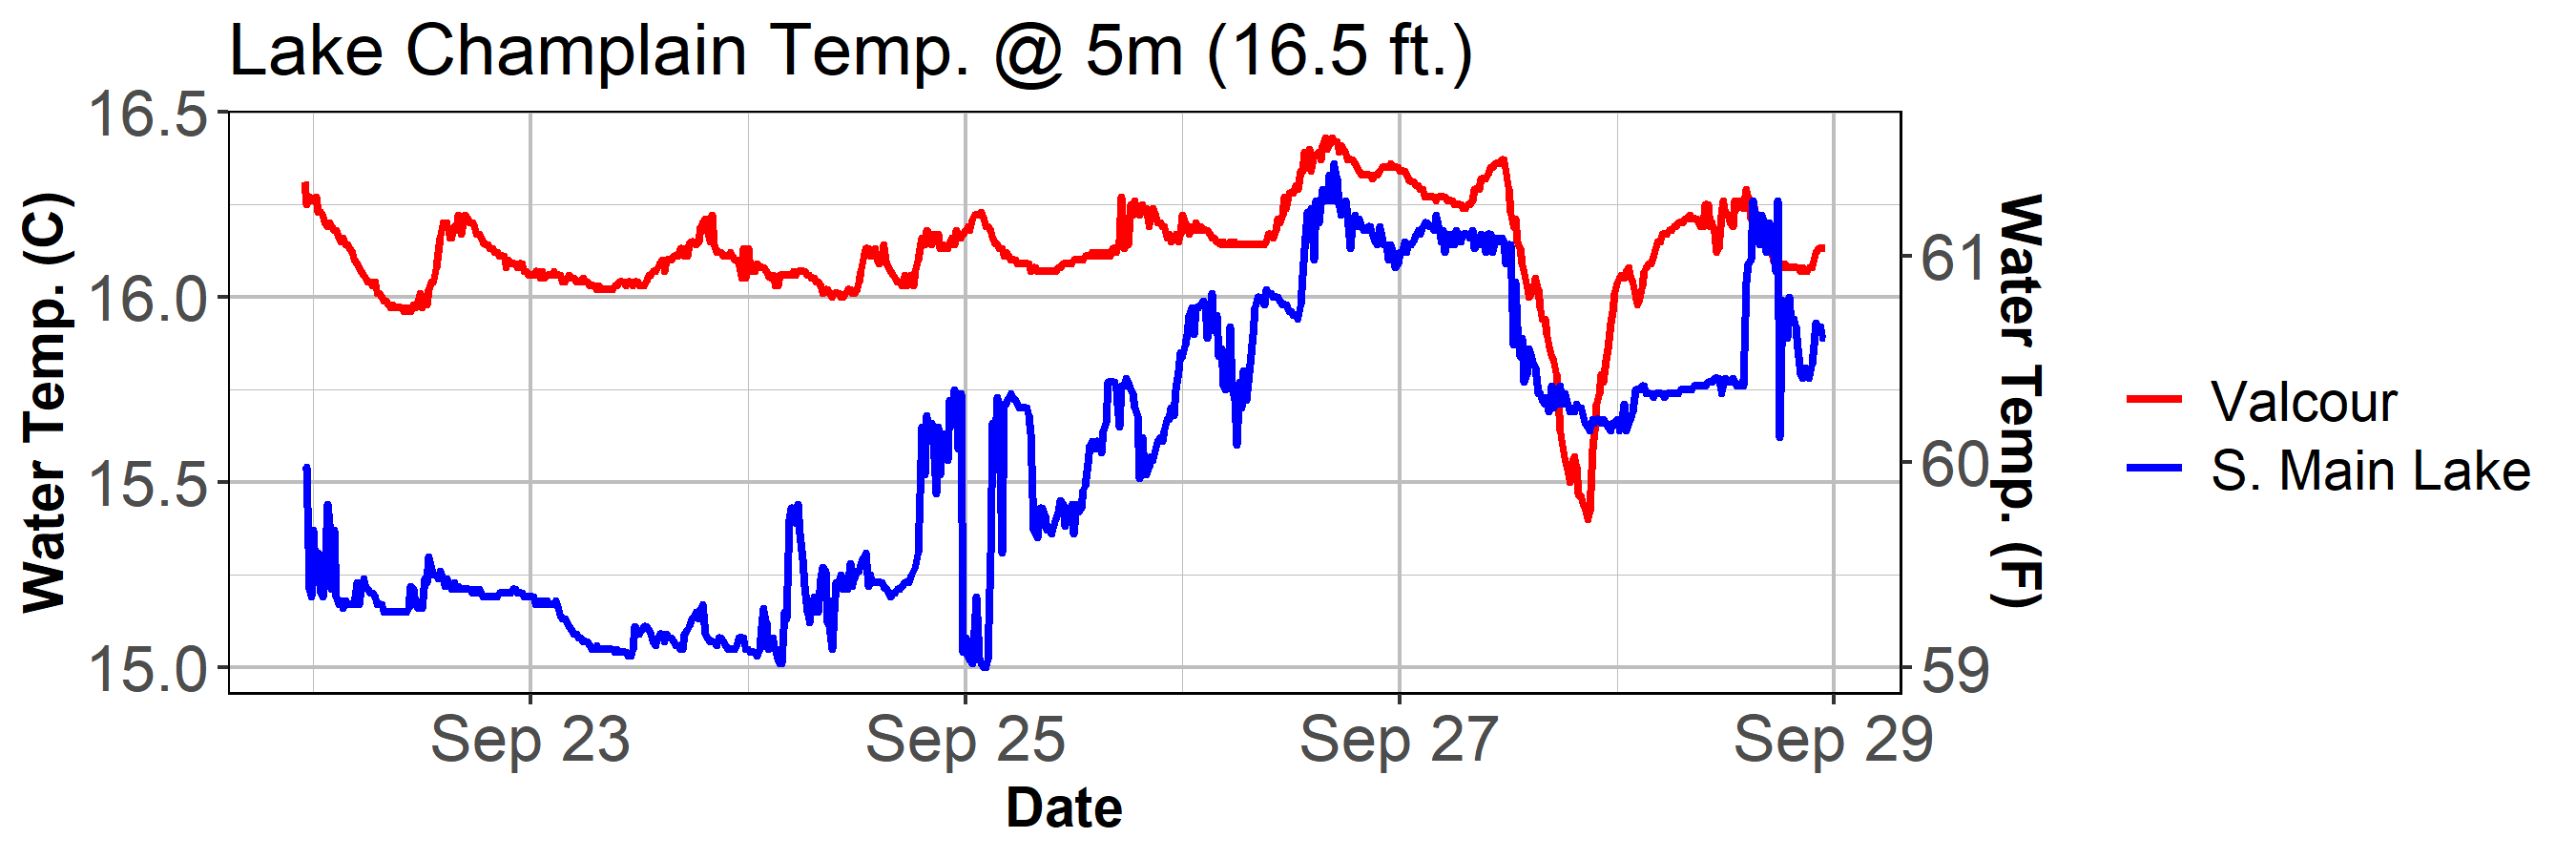 Lake Champlain Temp. @ 5m (16.5 ft.)
Water Temp. (C)
16.5
16.0
15.5
15.0
61
60
59
Water Temp. (F)
Sep 23
Sep 25
Sep 27
Sep 29
Date
Valcour
S. Main Lake